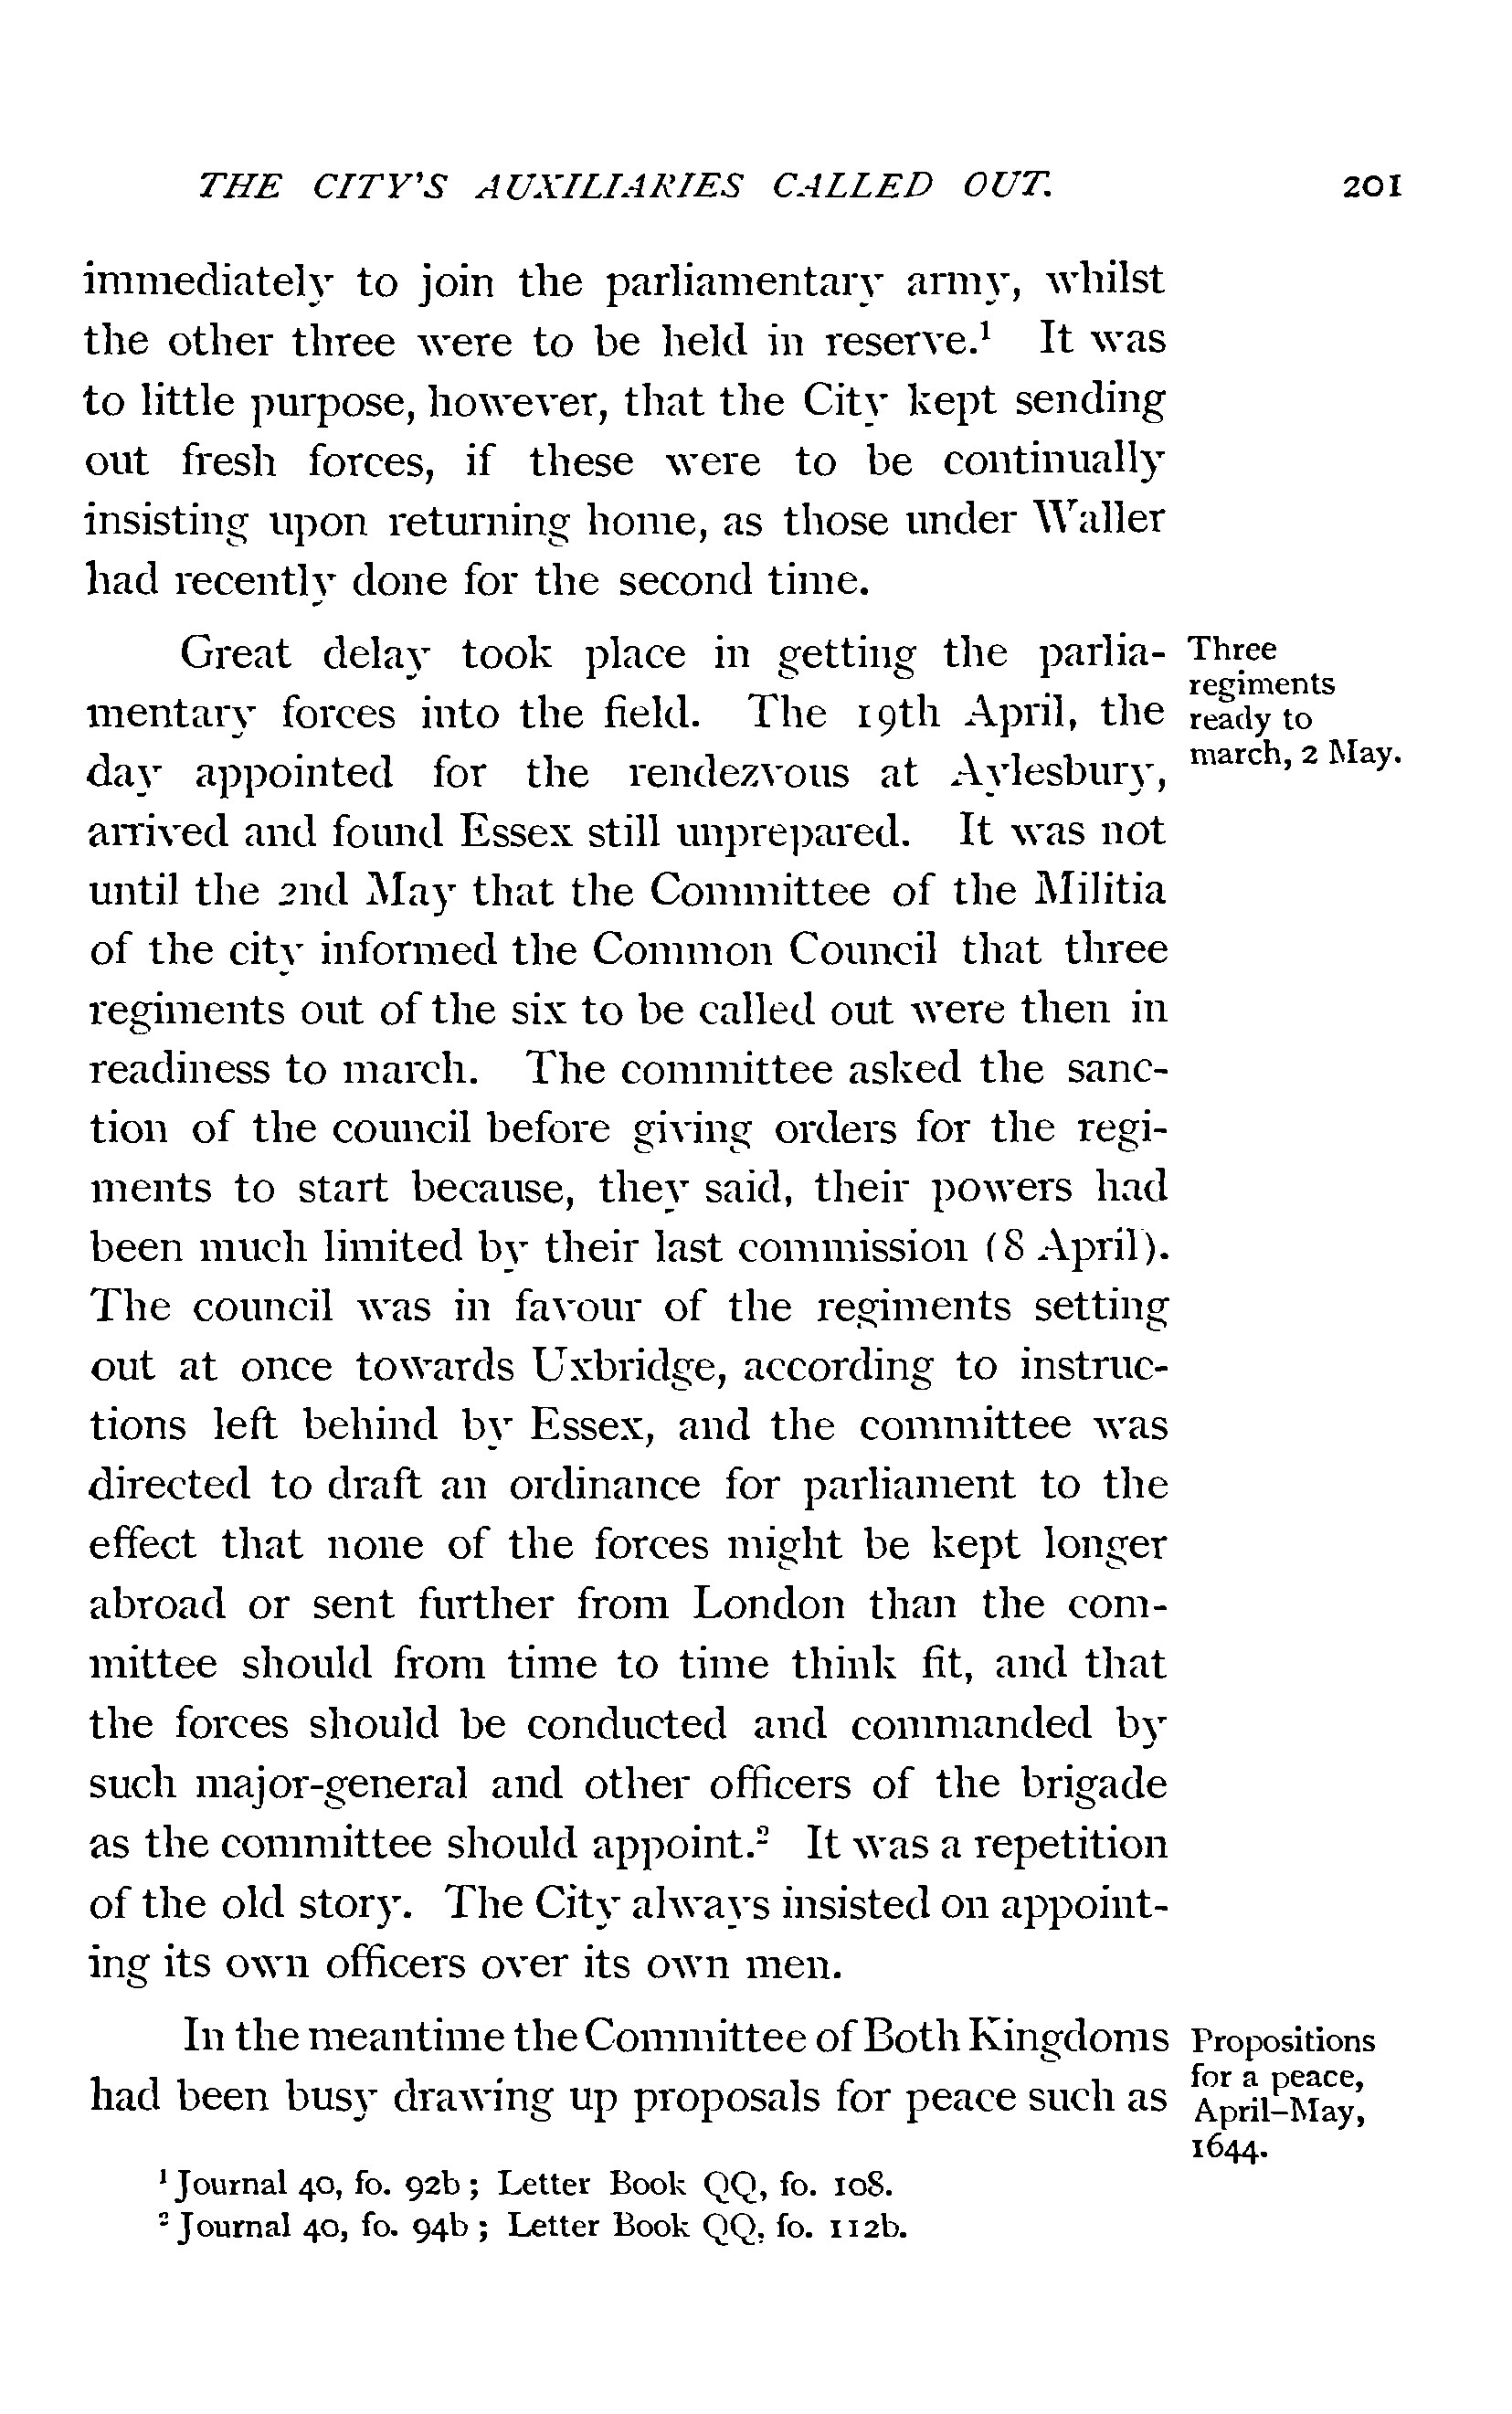 THE CITY'S AUXILIARIES CALLED OUT. 201
immediately to join the parliamentary army, whilst
the other three were to be held in reserve.¹ It was
to little purpose, however, that the City kept sending
out fresh forces, if these were to be continually
insisting upon returning home, as those under Waller
had recently done for the second time.
Great delay took place in getting the parlia-
mentary forces into the field. The 19th April, the
day appointed for the rendezvous at Aylesbury,
arrived and found Essex still unprepared. It was not
until the 2nd May that the Committee of the Militia
of the city informed the Common Council that three
regiments out of the six to be called out were then in
readiness to march. The committee asked the sanc-
tion of the council before giving orders for the regi-
ments to start because, they said, their powers had
been much limited by their last commission (8 April).
The council was in favour of the regiments setting
out at once towards Uxbridge, according to instruc-
tions left behind by Essex, and the committee was
directed to draft an ordinance for parliament to the
effect that none of the forces might be kept longer
abroad or sent further from London than the com-
mittee should from time to time think fit, and that
the forces should be conducted and commanded by
such major-general and other officers of the brigade
as the committee should appoint.² It was a repetition
of the old story. The City always insisted on appoint-
ing its own officers over its own men.
Three
regiments
ready to
march, 2 May.
In the meantime the Committee of Both Kingdoms
had been busy drawing up proposals for peace such as
Propositions
for a peace,
April–May,
1644.
¹ Journal 40, fo. 92b; Letter Book QQ, fo. 108.
² Journal 40, fo. 94b; Letter Book QQ, fo. 112b.